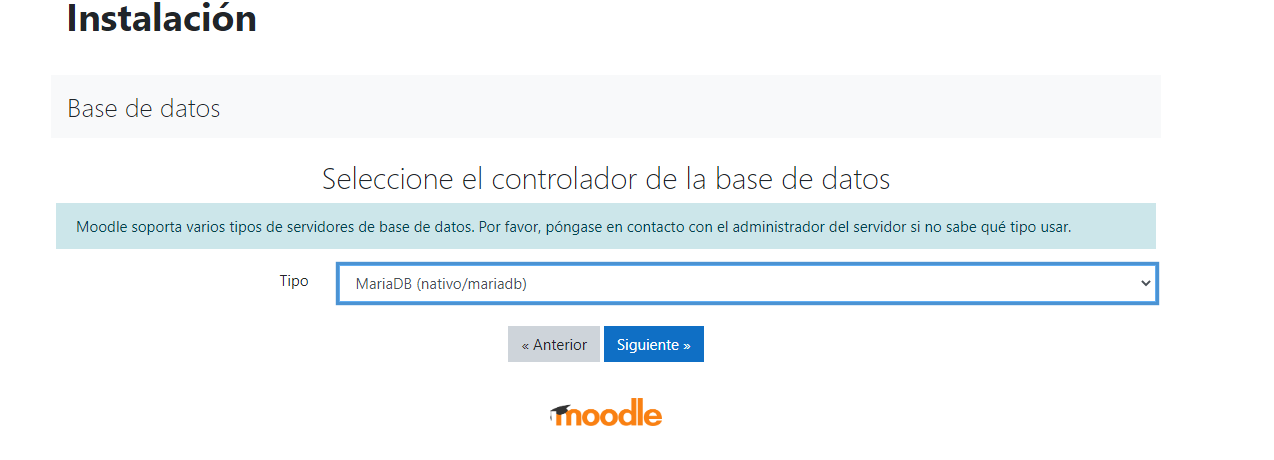 Instalación
Base de datos
Seleccione el controlador de la base de datos
Moodle soporta varios tipos de servidores de base de datos. Por favor, póngase en contacto con el administrador del servidor si no sabe qué tipo usar.
Tipo
MariaDB (nativo/mariadb)
« Anterior
Siguiente »
moodle